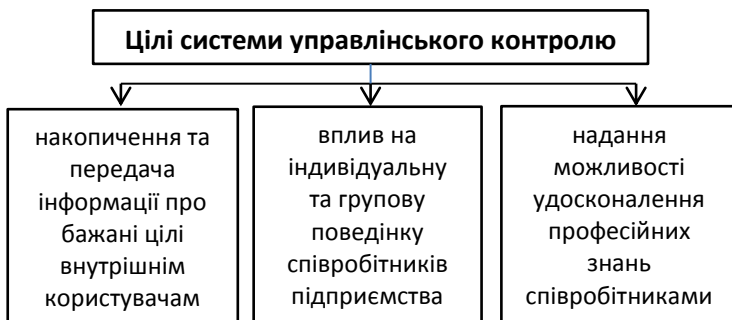 Цілі системи управлінського контролю
накопичення та
передача
інформації про
бажані цілі
внутрішнім
користувачам
вплив на
індивідуальну
та групову
поведінку
співробітників
підприємства
надання
можливості
удосконалення
професійних
знань
співробітниками